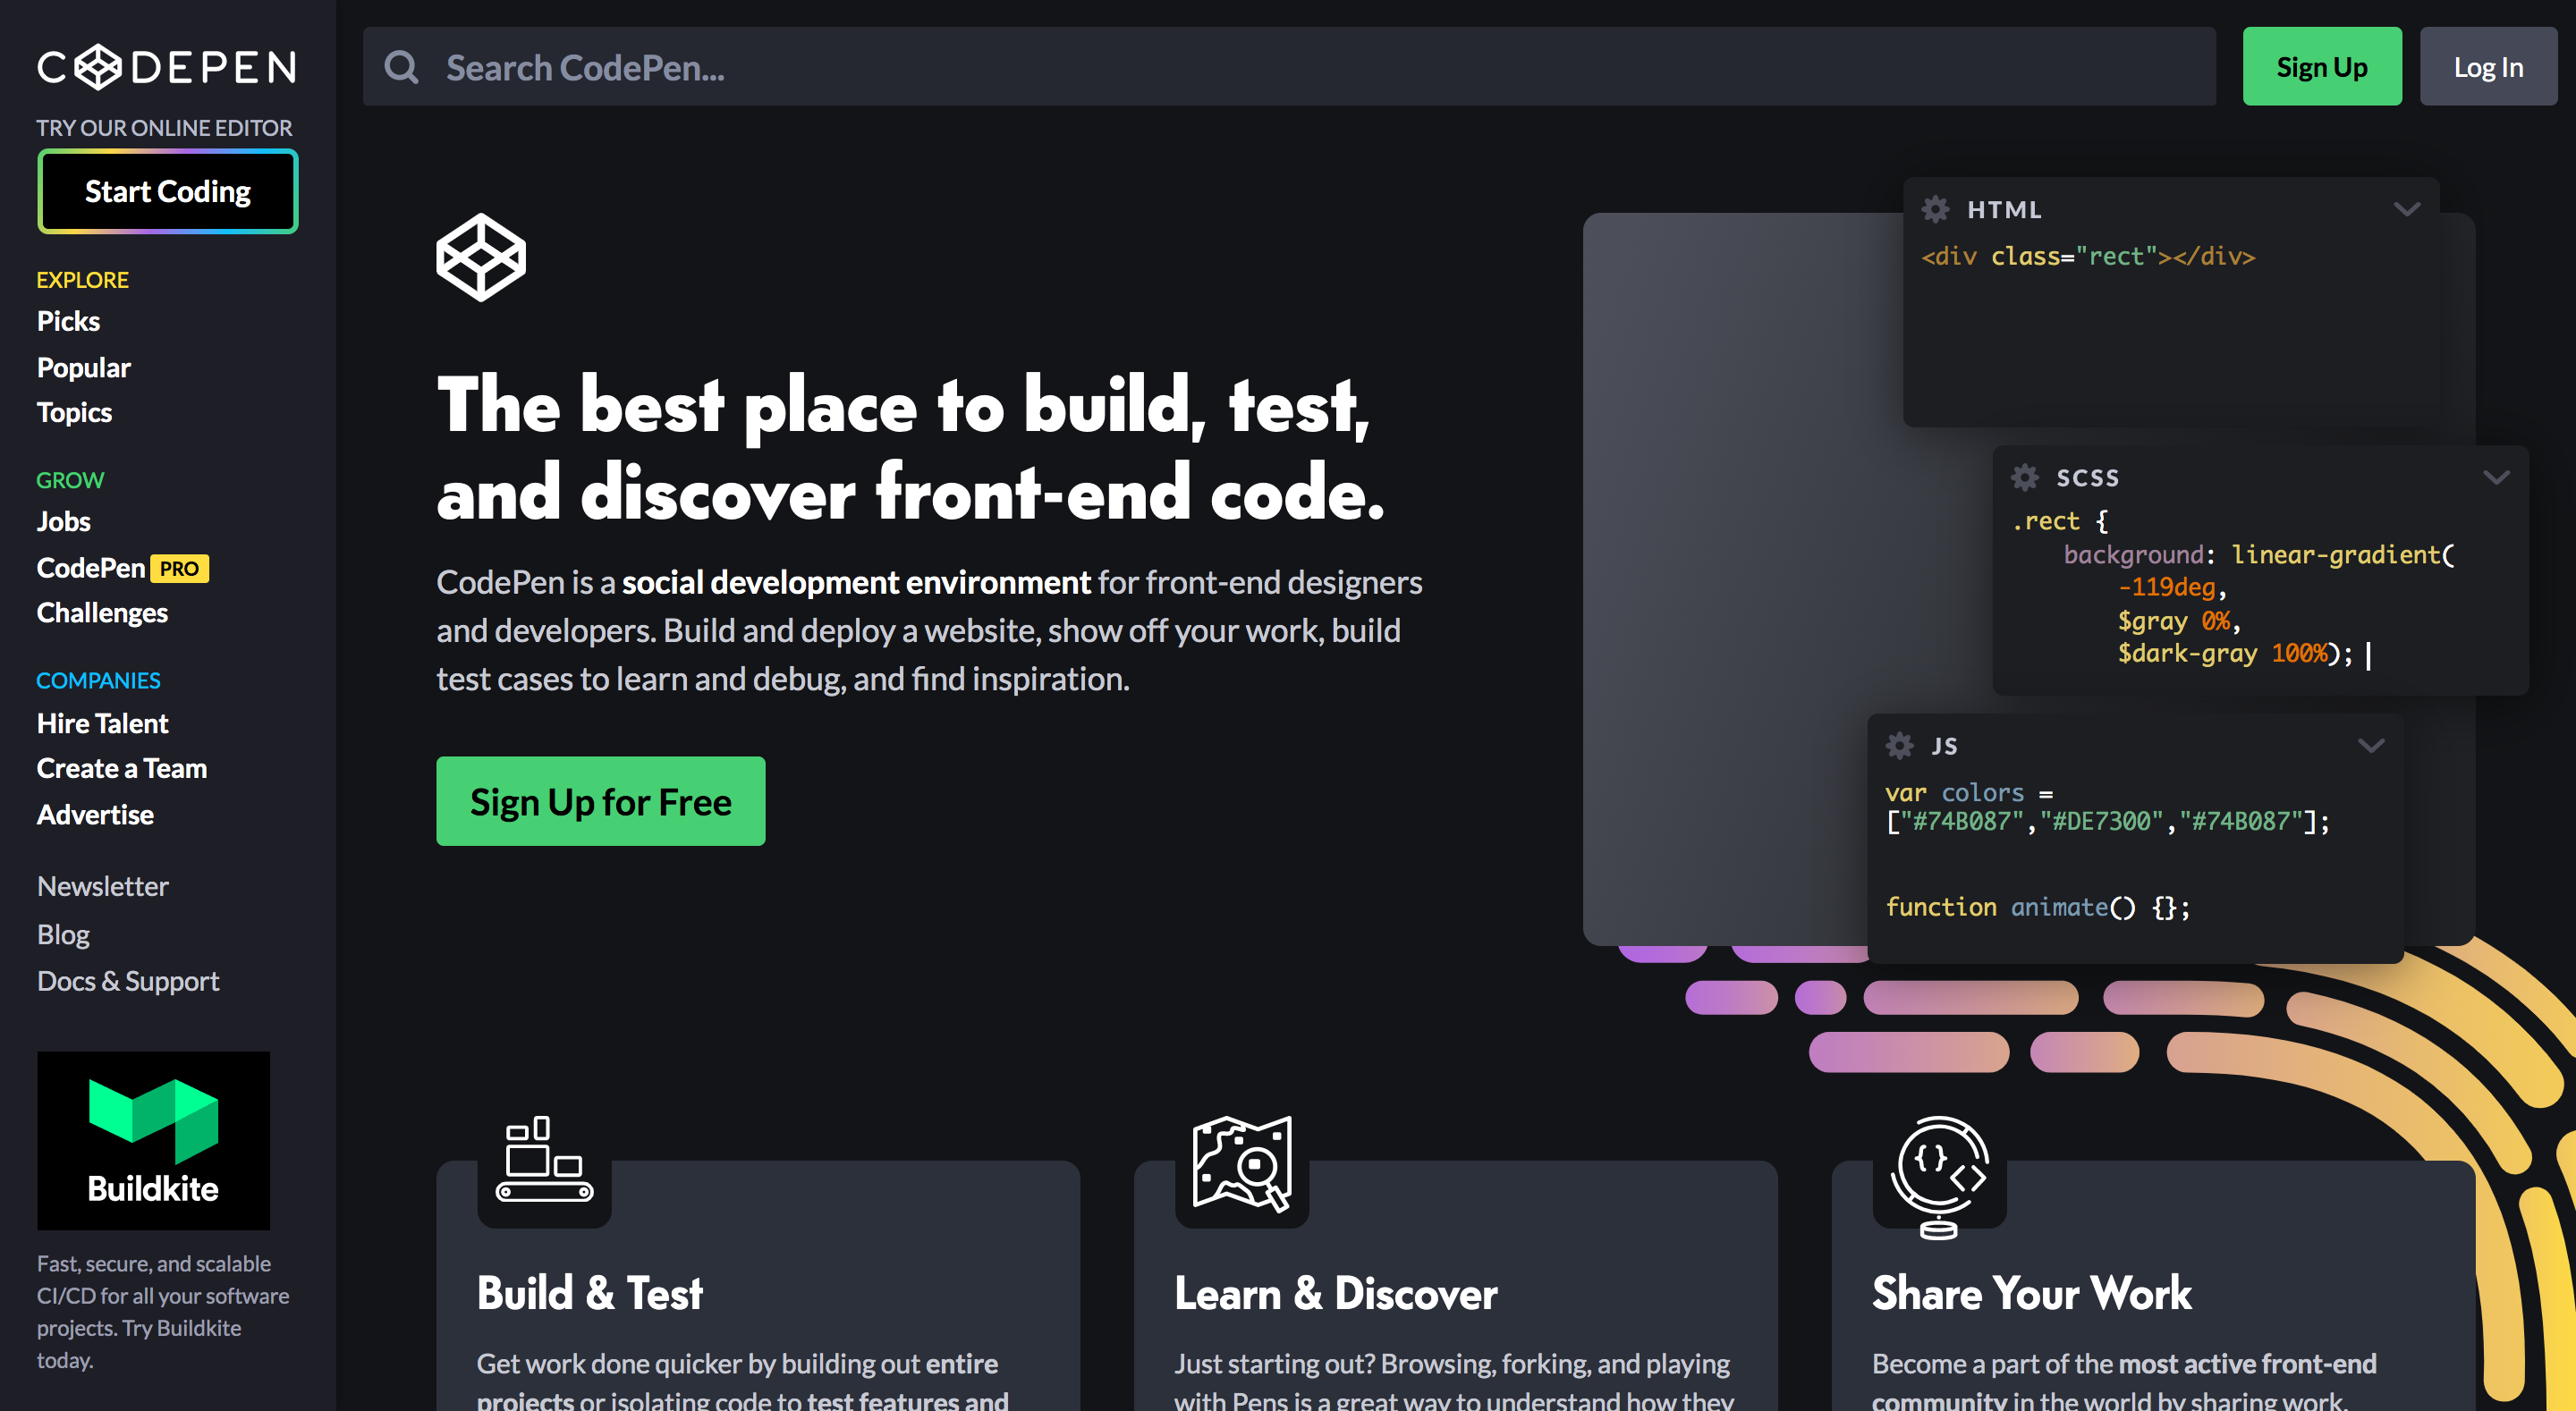 CODEPEN
TRY OUR ONLINE EDITOR
Start Coding
EXPLORE
Picks
Popular
Topics
GROW
Jobs
CodePen PRO
Challenges
COMPANIES
Hire Talent
Create a Team
Advertise
Newsletter
Blog
Docs & Support
Buildkite
Fast, secure, and scalable
CI/CD for all your software
projects. Try Buildkite
today.
Search CodePen...
Sign Up
Log In
The best place to build, test,
and discover front-end code.
CodePen is a social development environment for front-end designers
and developers. Build and deploy a website, show off your work, build
test cases to learn and debug, and find inspiration.
Sign Up for Free
HTML
<div class="rect"></div>
SCSS
.rect {
background: linear-gradient(
-119deg,
$gray 0%,
$dark-gray 100%);
JS
var colors =
["#74B087","#DE7300","#74B087"];
function animate() {};
{} <>
Build & Test
Get work done quicker by building out entire
projects or isolating code to test features and
Learn & Discover
Just starting out? Browsing, forking, and playing
with Pens is a great way to understand how they
Share Your Work
Become a part of the most active front-end
community in the world by sharing work.